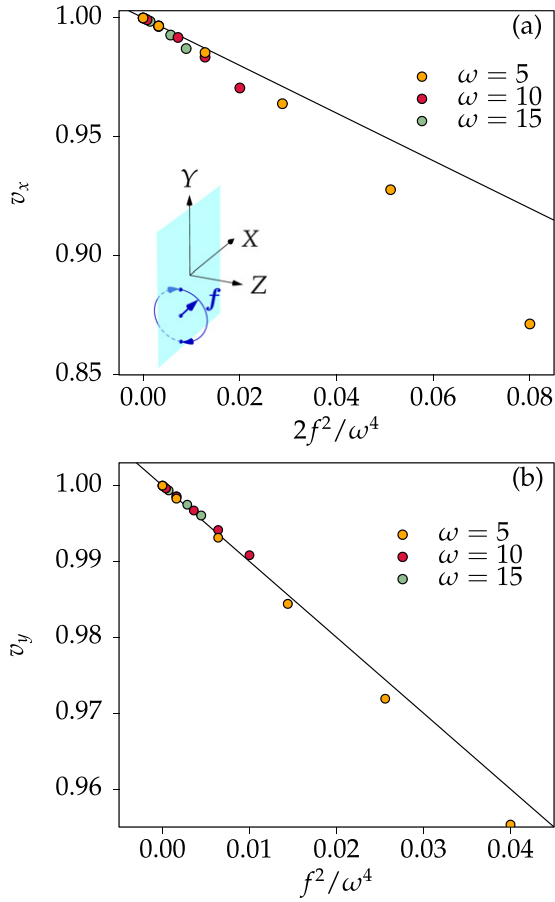 (a)
1.00
0.95
0.90
0.85
v_x
ω = 5
ω = 10
ω = 15
Y
X
Z
f
0.00 0.02 0.04 0.06 0.08
2f²/ω⁴
(b)
1.00
0.99
0.98
0.97
0.96
v_y
ω = 5
ω = 10
ω = 15
0.00 0.01 0.02 0.03 0.04
f²/ω⁴